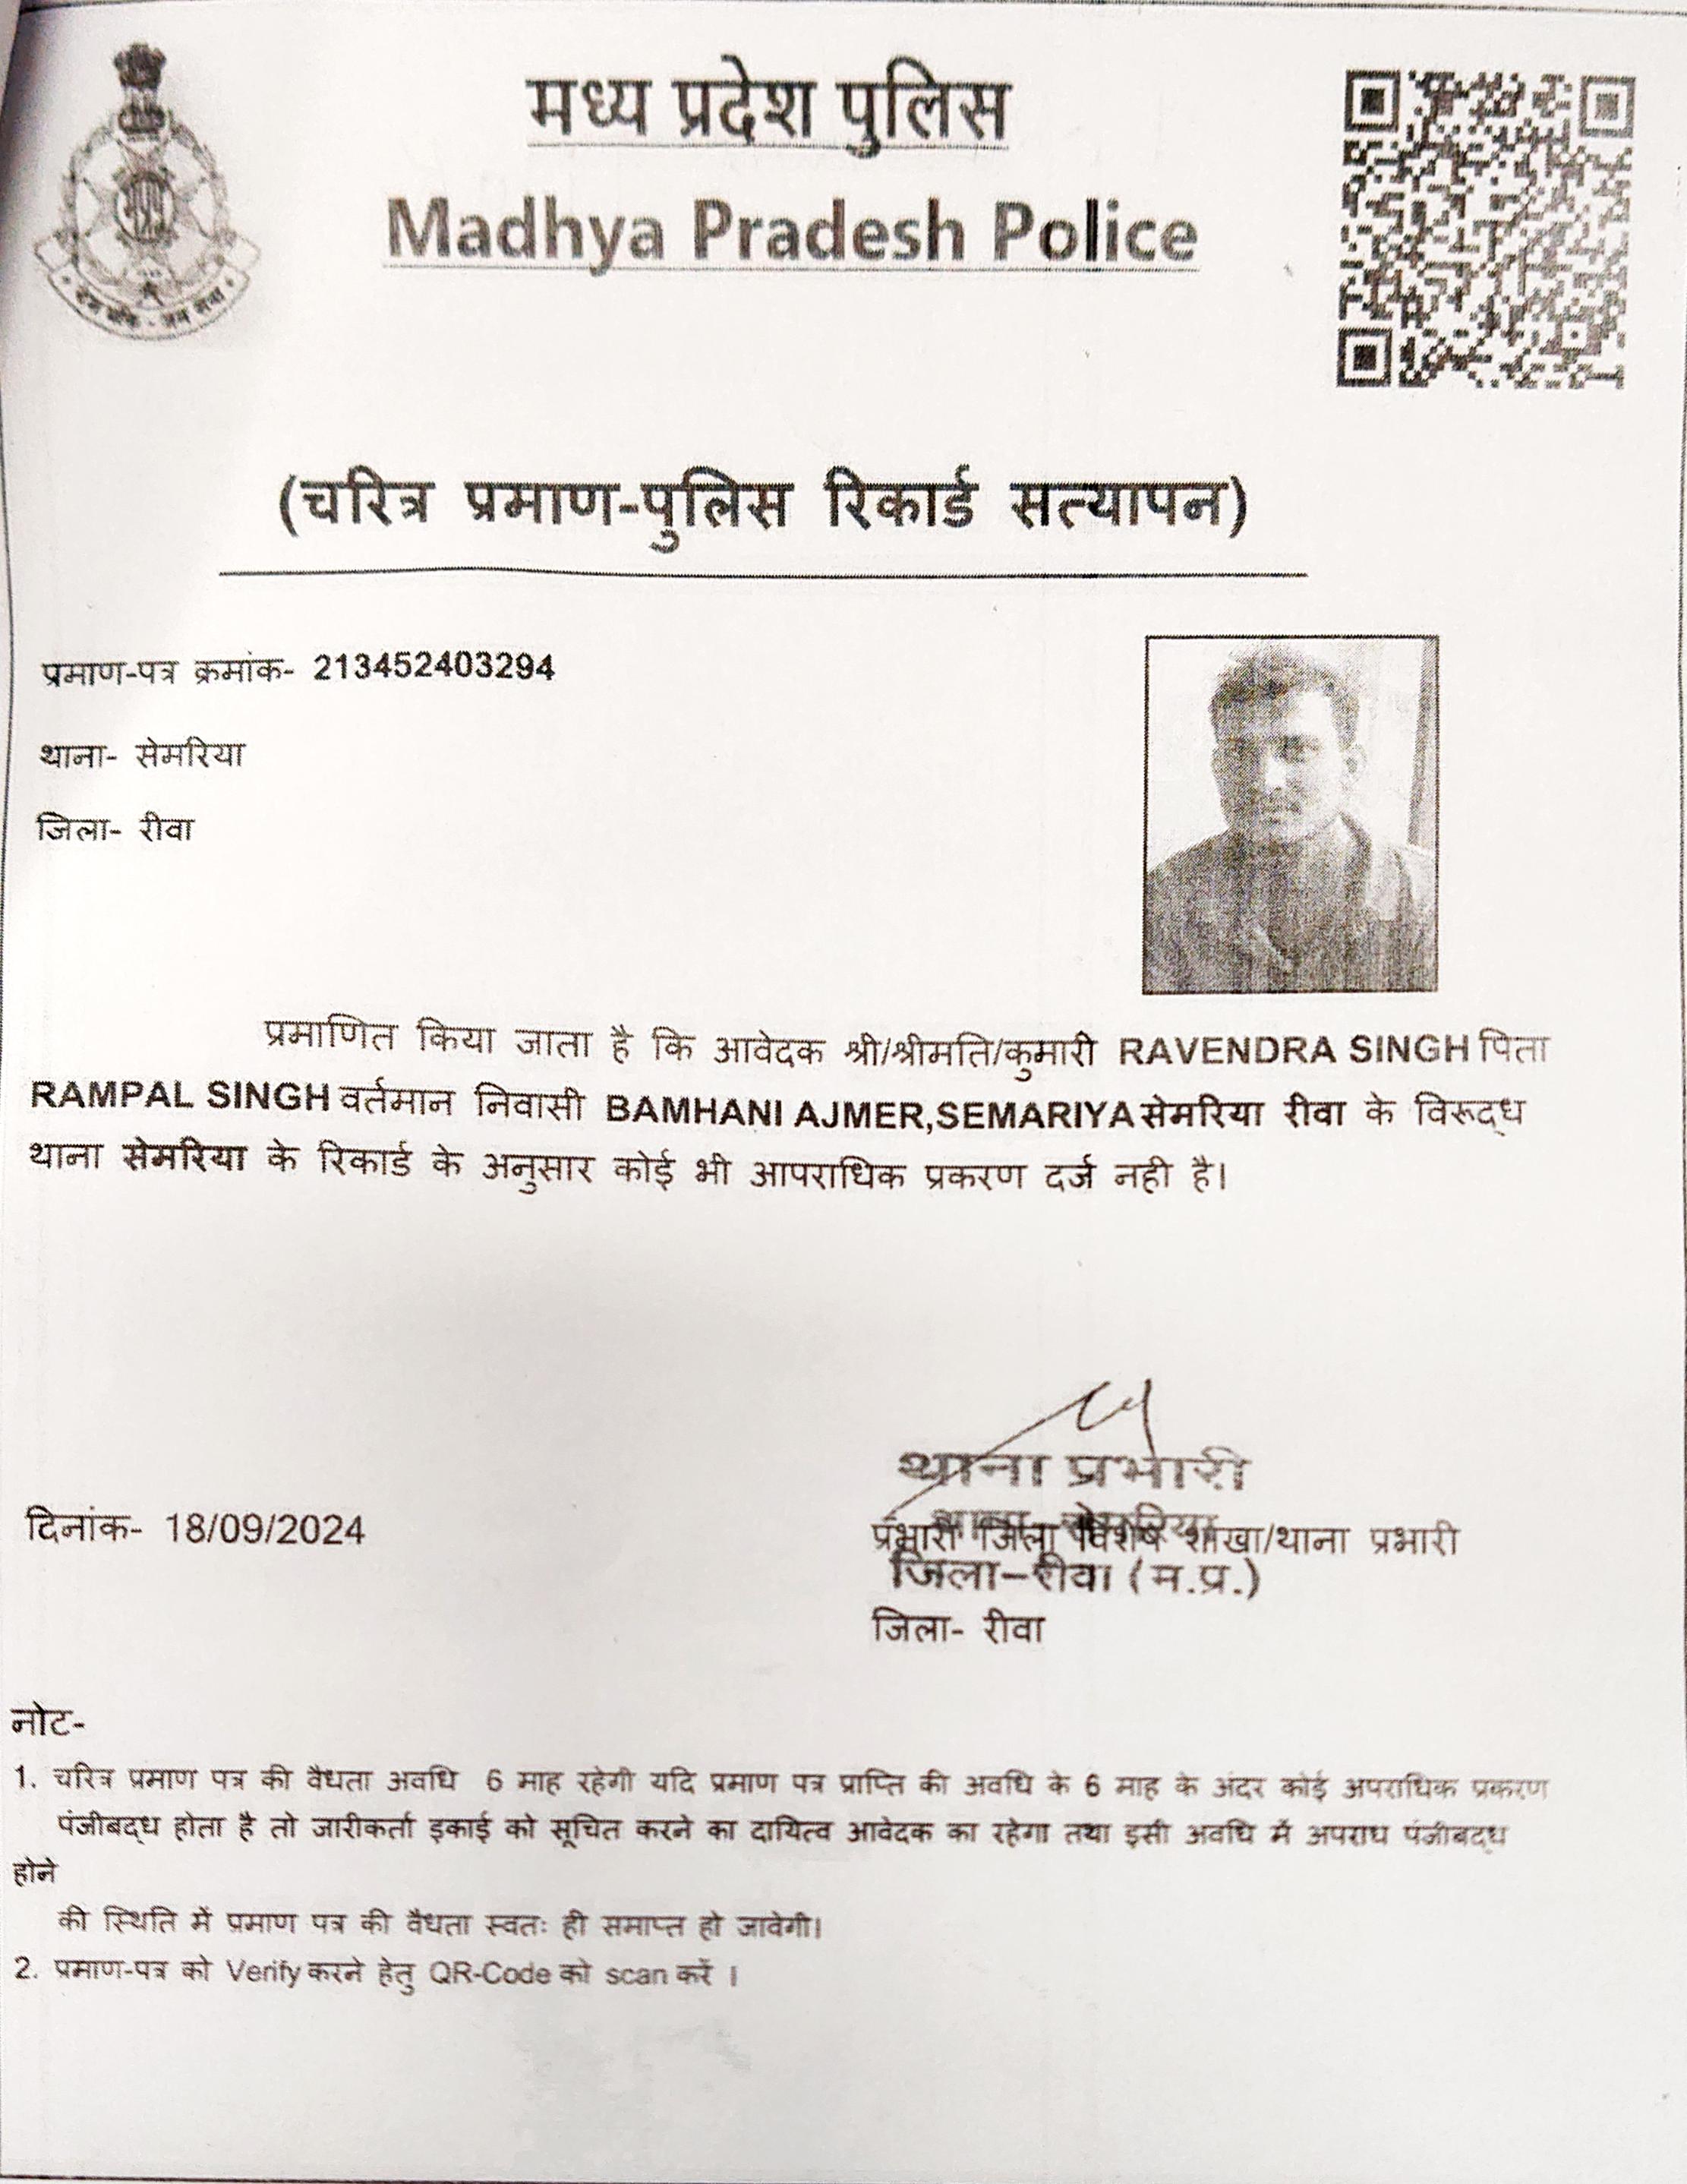 मध्य प्रदेश पुलिस
Madhya Pradesh Police
(चरित्र प्रमाण-पुलिस रिकार्ड सत्यापन)
प्रमाण-पत्र क्रमांक- 213452403294
थाना- सेमरिया
जिला- रीवा
प्रमाणित किया जाता है कि आवेदक श्री/श्रीमति/कुमारी RAVENDRA SINGH पिता
RAMPAL SINGH वर्तमान निवासी BAMHANI AJMER,SEMARIYA सेमरिया रीवा के विरूद्ध
थाना सेमरिया के रिकार्ड के अनुसार कोई भी आपराधिक प्रकरण दर्ज नही है।
थाना प्रभारी
दिनांक- 18/09/2024
प्रभारी जिला विशेष शाखा/थाना प्रभारी
जिला-रीवा (म.प्र.)
जिला- रीवा
नोट-
1. चरित्र प्रमाण पत्र की वैधता अवधि 6 माह रहेगी यदि प्रमाण पत्र प्राप्ति की अवधि के 6 माह के अंदर कोई अपराधिक प्रकरण
पंजीबद्ध होता है तो जारीकर्ता इकाई को सूचित करने का दायित्व आवेदक का रहेगा तथा इसी अवधि में अपराध पंजीबद्ध
होने
की स्थिति में प्रमाण पत्र की वैधता स्वतः ही समाप्त हो जावेगी।
2. प्रमाण-पत्र को Verify करने हेतु QR-Code को scan करें ।